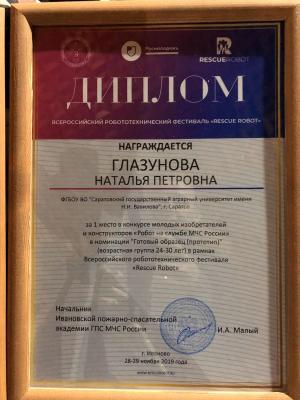 Росмолодежь
RESCUEROBOT
ДИПЛОМ
ВСЕРОССИЙСКИЙ РОБОТОТЕХНИЧЕСКИЙ ФЕСТИВАЛЬ «RESCUE ROBOT»
НАГРАЖДАЕТСЯ
ГЛАЗУНОВА
НАТАЛЬЯ ПЕТРОВНА
ФГБОУ ВО "Саратовский государственный аграрный университет имени
Н.И. Вавилова", г. Саратов
за 1 место в конкурсе молодых изобретателей
и конструкторов «Робот на службе МЧС России»
в номинации "Готовый образец (прототип)"
(возрастная группа 24-30 лет) в рамках
Всероссийского робототехнического фестиваля
«Rescue Robot»
Начальник
Ивановской пожарно-спасательной
академии ГПС МЧС России
И.А. Малый
г. Иваново
28-29 ноября 2019 года